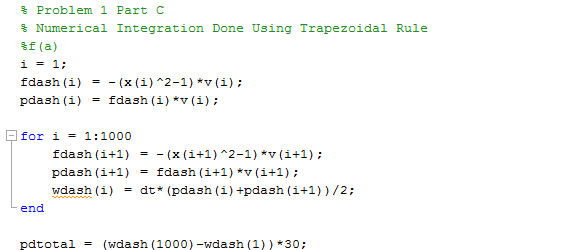 % Problem 1 Part C
% Numerical Integration Done Using Trapezoidal Rule
%f(a)
i = 1;
fdash(i) = -(x(i)^2-1)*v(i);
pdash(i) = fdash(i)*v(i);
for i = 1:1000
fdash(i+1) = -(x(i+1)^2-1)*v(i+1);
pdash(i+1) = fdash(i+1)*v(i+1);
wdash(i) = dt*(pdash(i)+pdash(i+1))/2;
end
pdtotal = (wdash(1000)-wdash(1))*30;